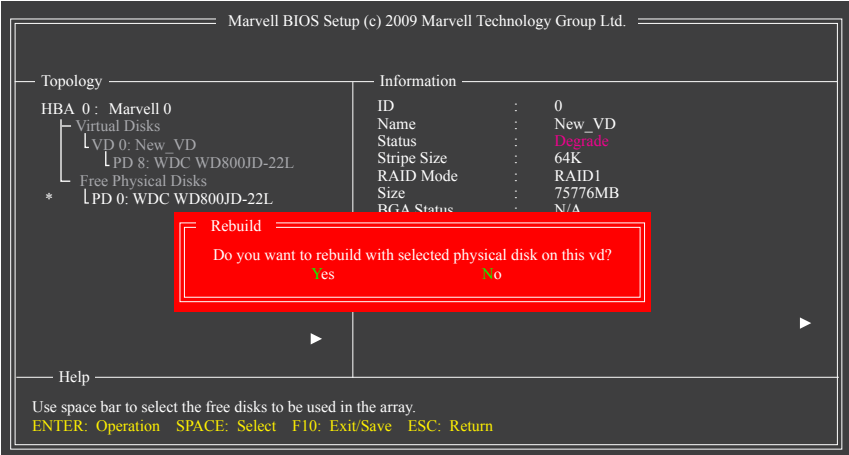 Marvell BIOS Setup (c) 2009 Marvell Technology Group Ltd.
Topology
HBA 0 : Marvell 0
Virtual Disks
VD 0: New_VD
PD 8: WDC WD800JD-22L
Free Physical Disks
* PD 0: WDC WD800JD-22L
Information
ID : 0
Name : New_VD
Status : Degrade
Stripe Size : 64K
RAID Mode : RAID1
Size : 75776MB
BGA Status : N/A
Rebuild
Do you want to rebuild with selected physical disk on this vd?
Yes No
Help
Use space bar to select the free disks to be used in the array.
ENTER: Operation SPACE: Select F10: Exit/Save ESC: Return